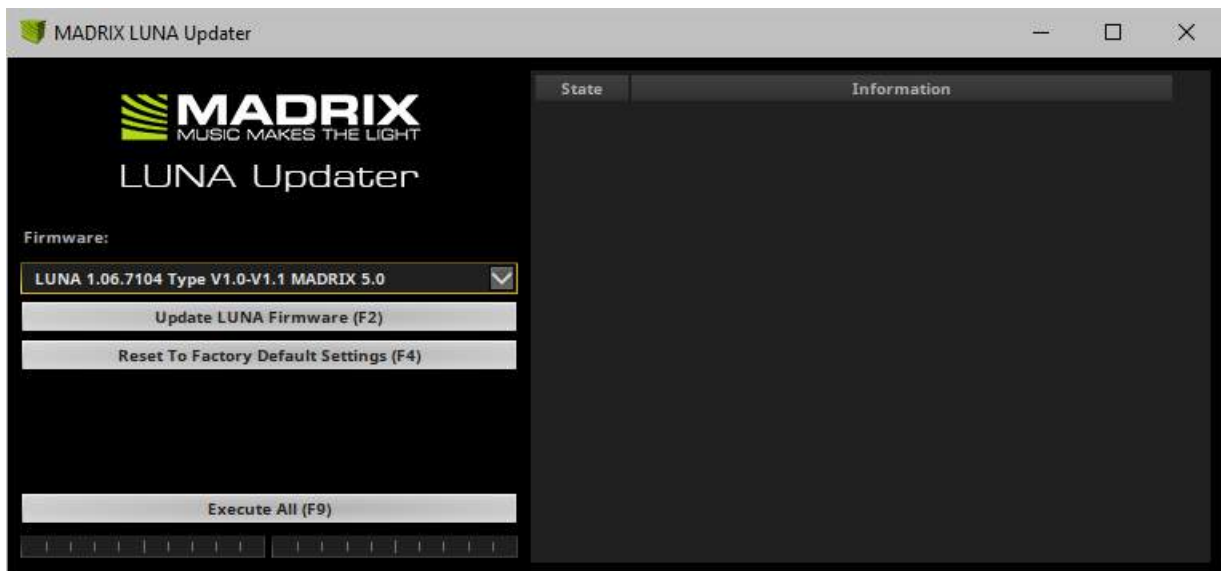 MADRIX LUNA Updater
MADRIX
MUSIC MAKES THE LIGHT
LUNA Updater
Firmware:
LUNA 1.06.7104 Type V1.0-V1.1 MADRIX 5.0
Update LUNA Firmware (F2)
Reset To Factory Default Settings (F4)
Execute All (F9)
State Information